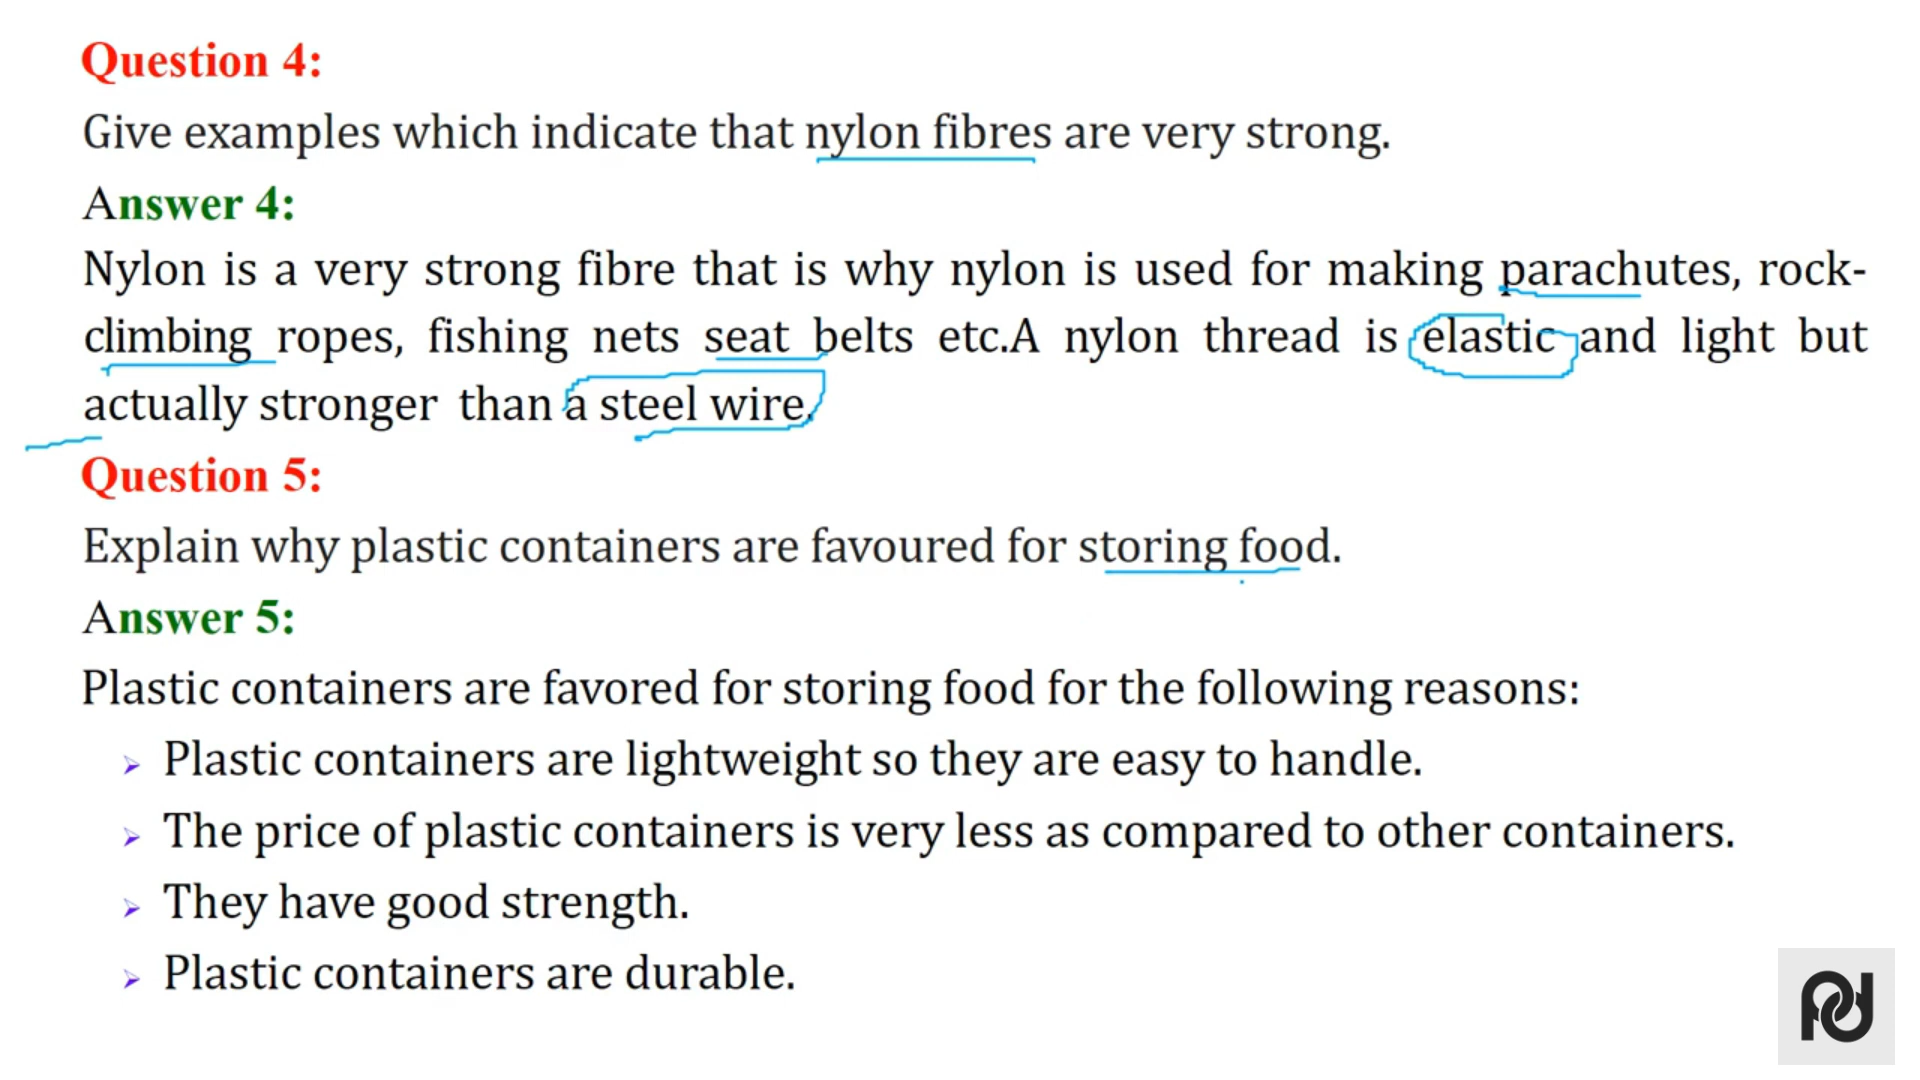 Question 4:
Give examples which indicate that nylon fibres are very strong.
Answer 4:
Nylon is a very strong fibre that is why nylon is used for making parachutes, rock-
climbing ropes, fishing nets seat belts etc.A nylon thread is elastic and light but
actually stronger than a steel wire.
Question 5:
Explain why plastic containers are favoured for storing food.
Answer 5:
Plastic containers are favored for storing food for the following reasons:
➢ Plastic containers are lightweight so they are easy to handle.
➢ The price of plastic containers is very less as compared to other containers.
➢ They have good strength.
➢ Plastic containers are durable.